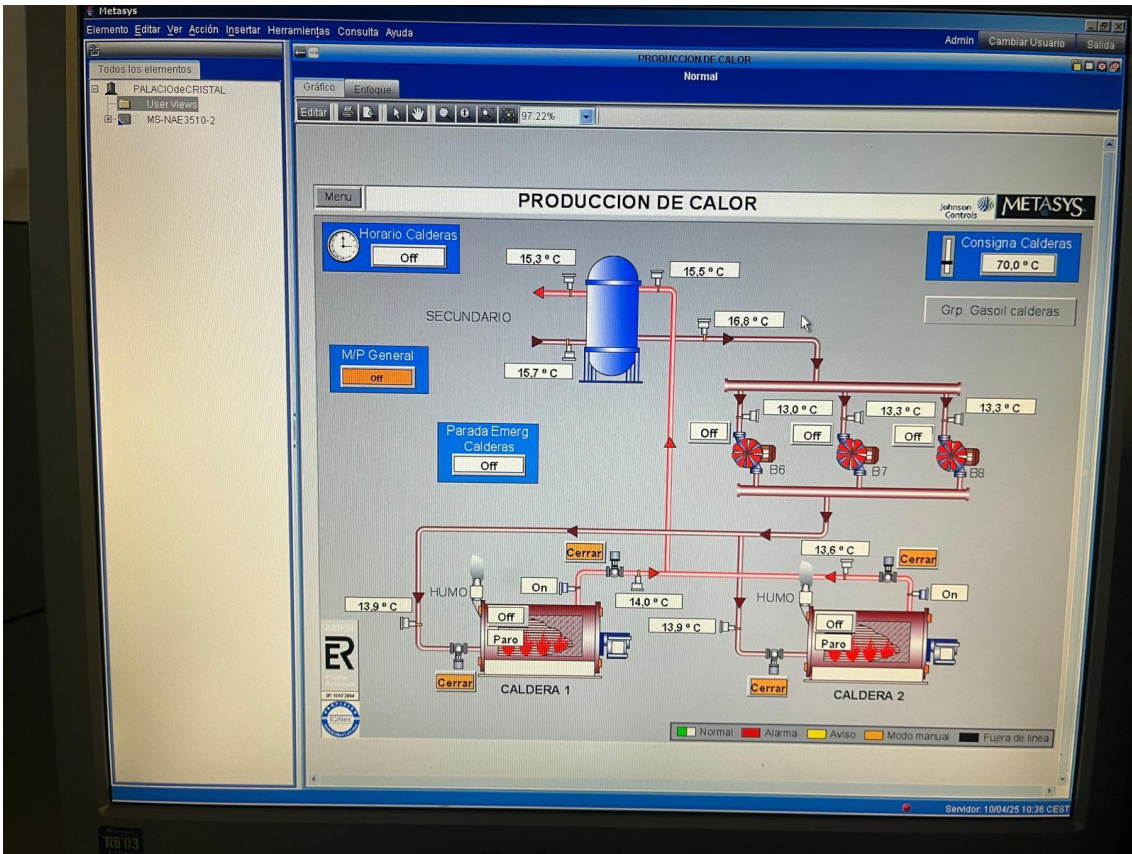 Metasys
Elemento Editar Ver Acción Insertar Herramientas Consulta Ayuda
Admin Cambiar Usuario Salida
Todos los elementos
PALACIOdeCRISTAL
User Views
MS-NAE3510-2
PRODUCCION DE CALOR
Normal
Gráfico Enfoque
Editar 97.22%
Menu
PRODUCCION DE CALOR
Johnson Controls METASYS
Horario Calderas
Off
15,3 º C
15,5 º C
Consigna Calderas
70,0 º C
Grp. Gasoil calderas
SECUNDARIO
16,8 º C
M/P General
Off
15,7 º C
13,0 º C
13,3 º C
13,3 º C
Parada Emerg
Calderas
Off
Off
Off
Off
B6
B7
B8
Cerrar
13,6 º C
Cerrar
HUMO
On
14,0 º C
HUMO
On
13,9 º C
Off
Paro
13,9 º C
Off
Paro
ER
Cerrar
CALDERA 1
Cerrar
CALDERA 2
Normal Alarma Aviso Modo manual Fuera de línea
Servidor: 10/04/25 10:36 CEST
TCO'03